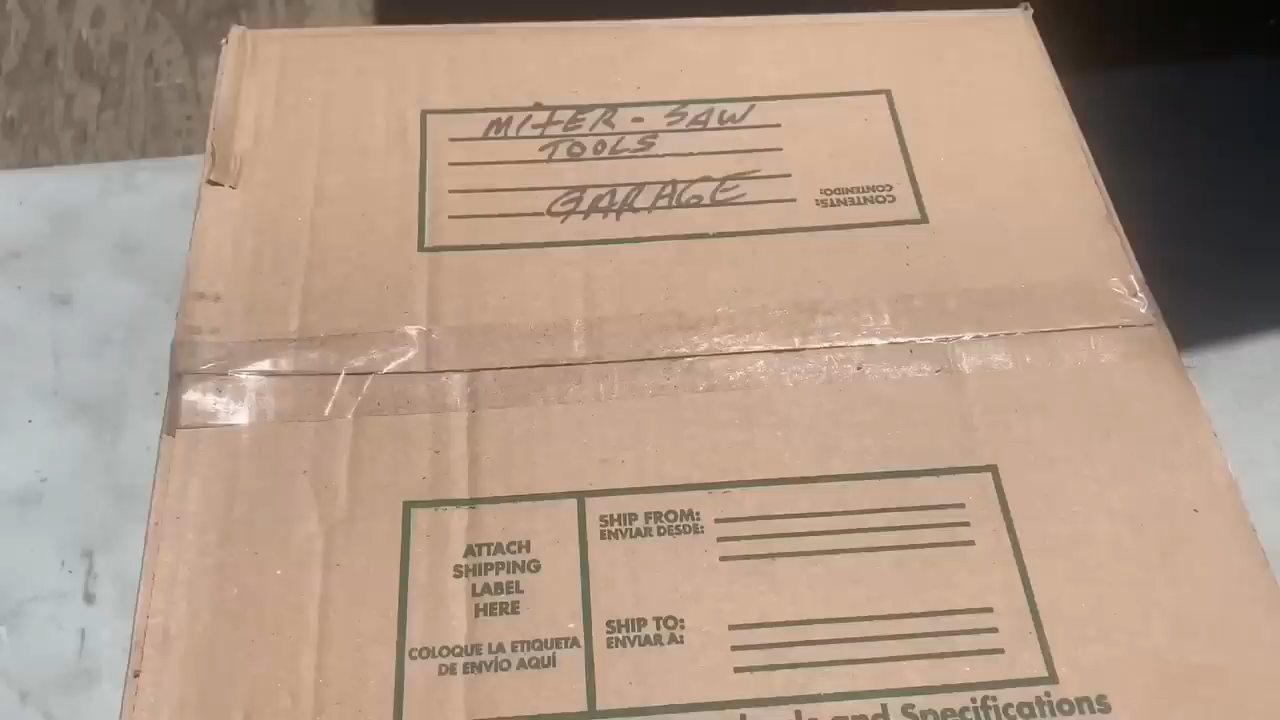 MITER - SAW
TOOLS
GARAGE
CONTENTS:
CONTENIDO:
ATTACH
SHIPPING
LABEL
HERE
COLOQUE LA ETIQUETA
DE ENVÍO AQUÍ
SHIP FROM:
ENVIAR DESDE:
SHIP TO:
ENVIAR A:
and Specifications